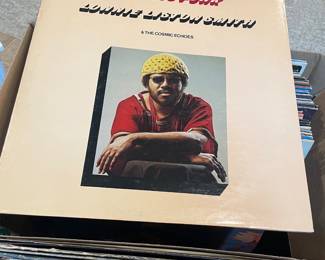 LONNIE LISTON SMITH
& THE COSMIC ECHOES